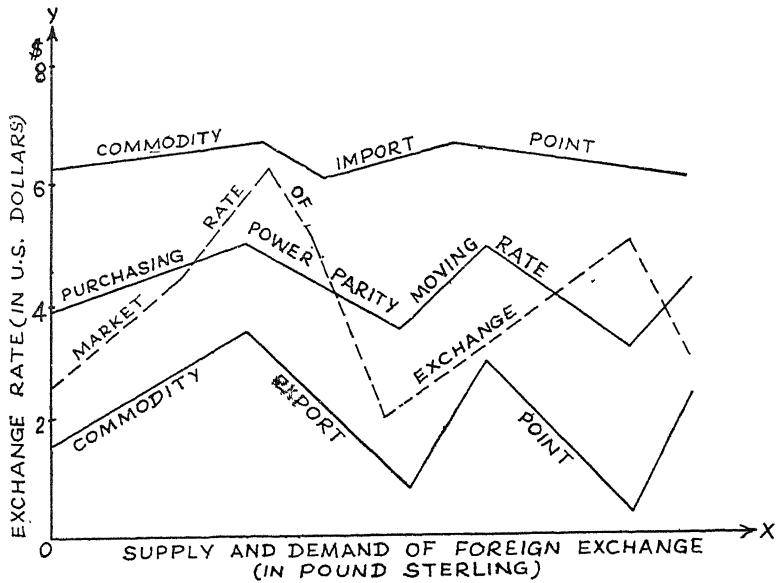 Y
$
8
6
4
2
0
X
EXCHANGE RATE (IN U.S. DOLLARS)
COMMODITY IMPORT POINT
MARKET RATE OF EXCHANGE
PURCHASING POWER PARITY MOVING RATE
COMMODITY EXPORT POINT
SUPPLY AND DEMAND OF FOREIGN EXCHANGE
(IN POUND STERLING)